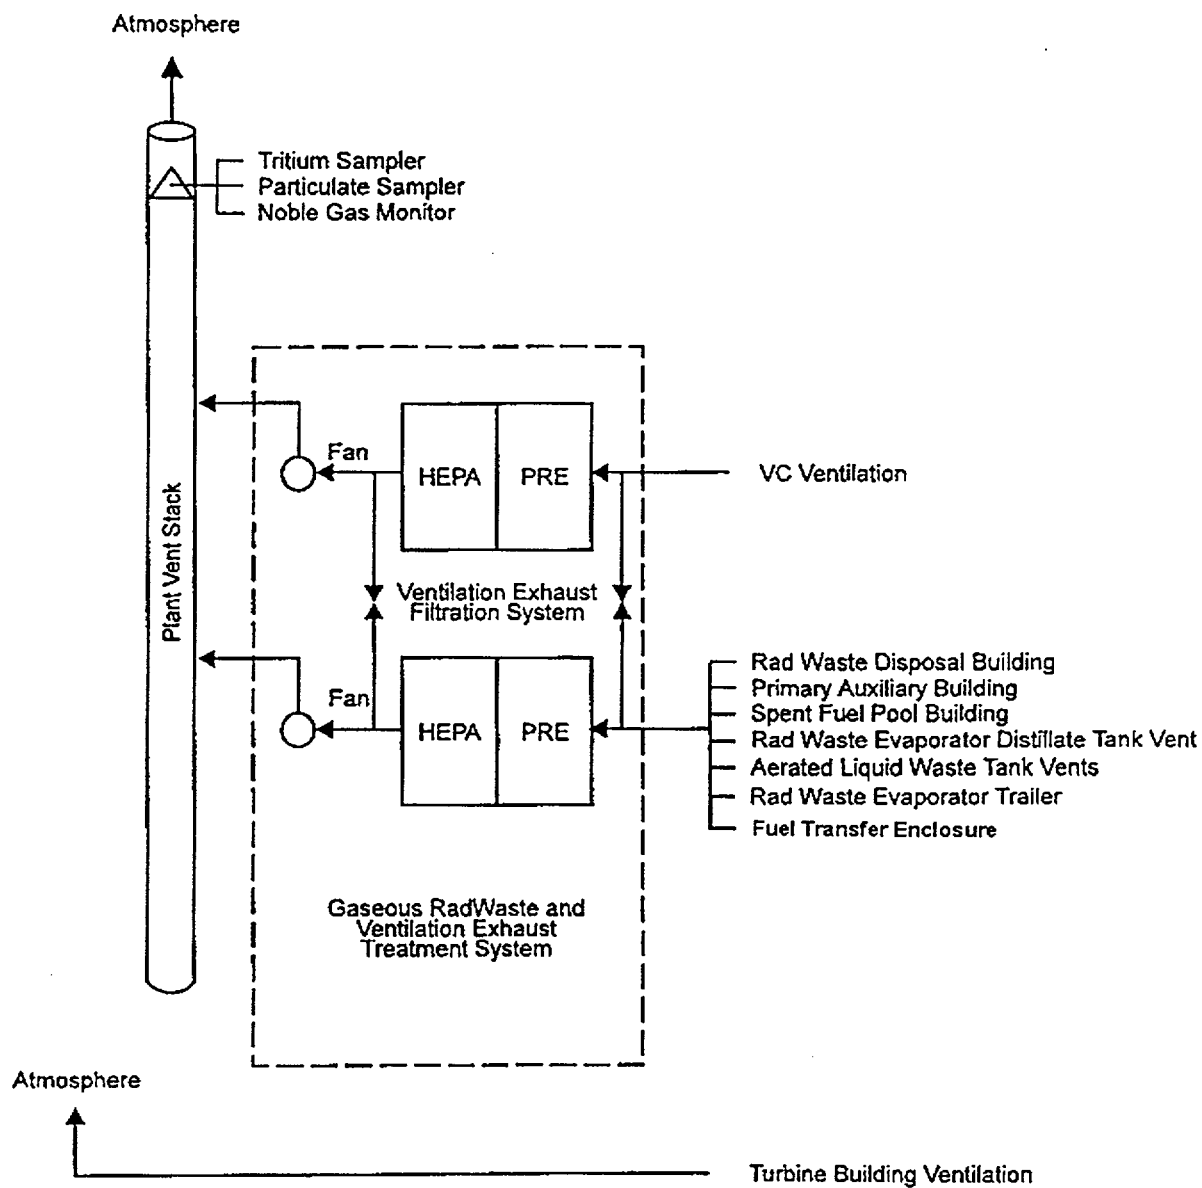 Atmosphere
Tritium Sampler
Particulate Sampler
Noble Gas Monitor
Plant Vent Stack
Fan
HEPA
PRE
VC Ventilation
Ventilation Exhaust
Filtration System
Fan
HEPA
PRE
Rad Waste Disposal Building
Primary Auxiliary Building
Spent Fuel Pool Building
Rad Waste Evaporator Distillate Tank Vent
Aerated Liquid Waste Tank Vents
Rad Waste Evaporator Trailer
Fuel Transfer Enclosure
Gaseous RadWaste and
Ventilation Exhaust
Treatment System
Atmosphere
Turbine Building Ventilation